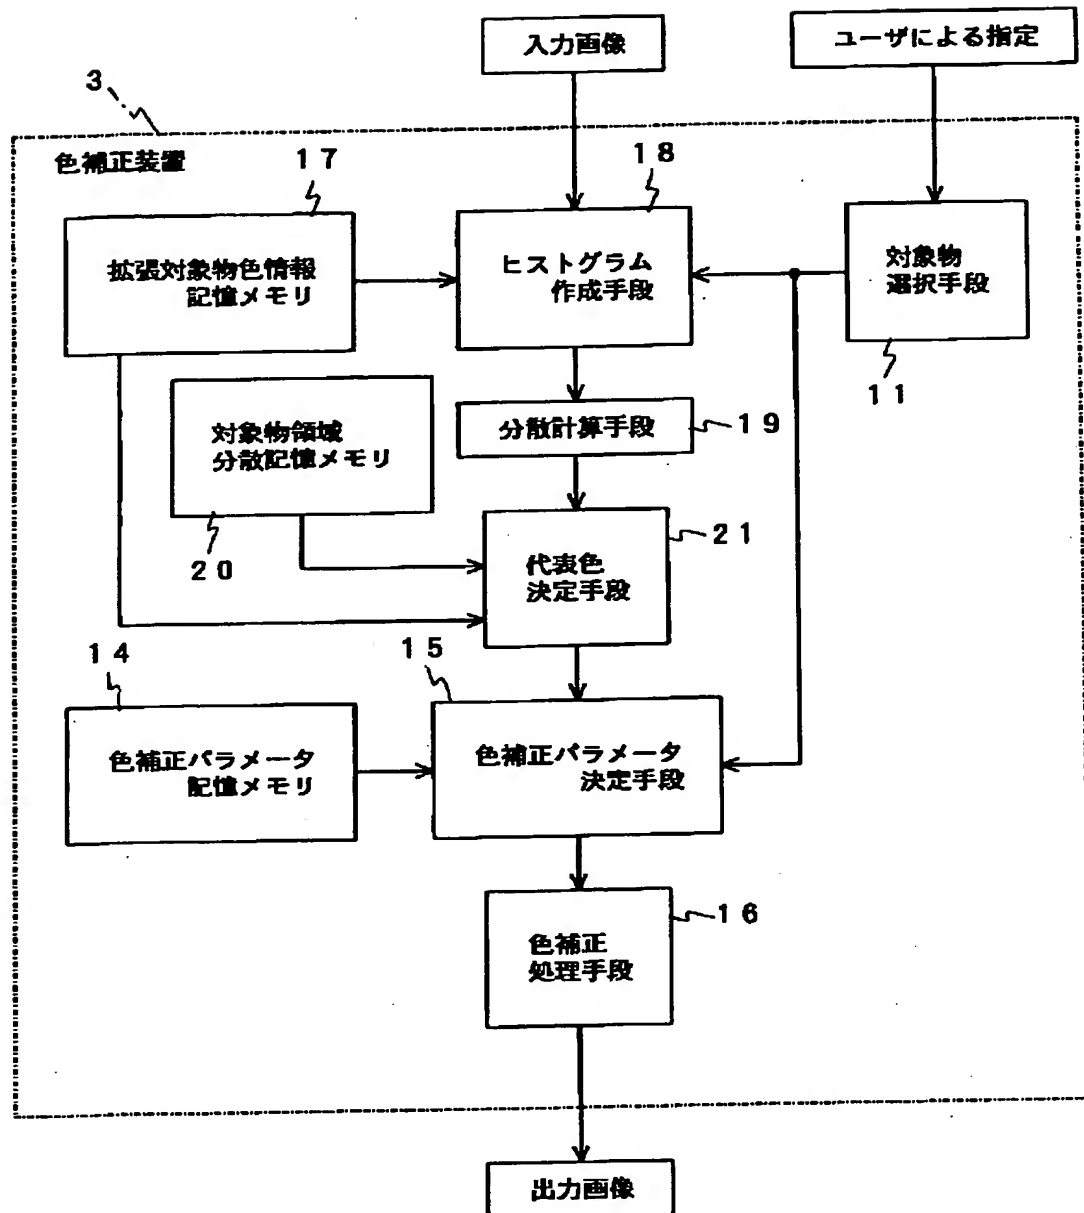 入力画像
ユーザによる指定
3
色補正装置
17
18
拡張対象物色情報
記憶メモリ
ヒストグラム
作成手段
対象物
選択手段
11
対象物領域
分散記憶メモリ
分散計算手段
19
20
代表色
決定手段
21
14
15
色補正パラメータ
記憶メモリ
色補正パラメータ
決定手段
色補正
処理手段
16
出力画像